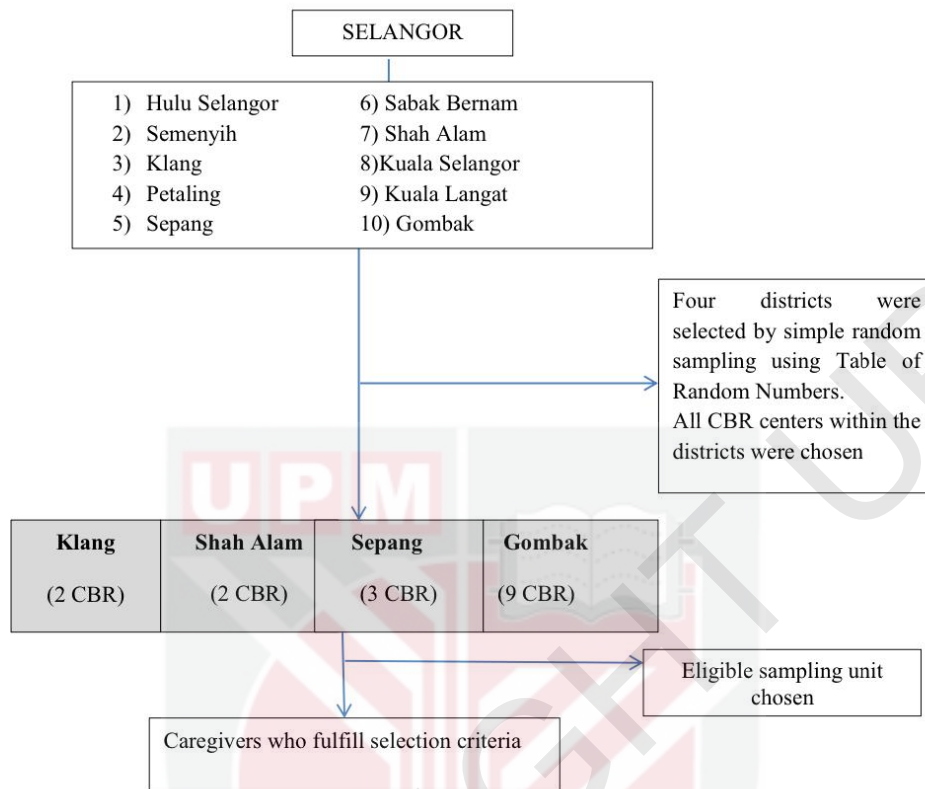 SELANGOR
1) Hulu Selangor
2) Semenyih
3) Klang
4) Petaling
5) Sepang
6) Sabak Bernam
7) Shah Alam
8)Kuala Selangor
9) Kuala Langat
10) Gombak
Four districts were
selected by simple random
sampling using Table of
Random Numbers.
All CBR centers within the
districts were chosen
UPM
Klang
(2 CBR)
Shah Alam
(2 CBR)
Sepang
(3 CBR)
Gombak
(9 CBR)
Eligible sampling unit
chosen
Caregivers who fulfill selection criteria